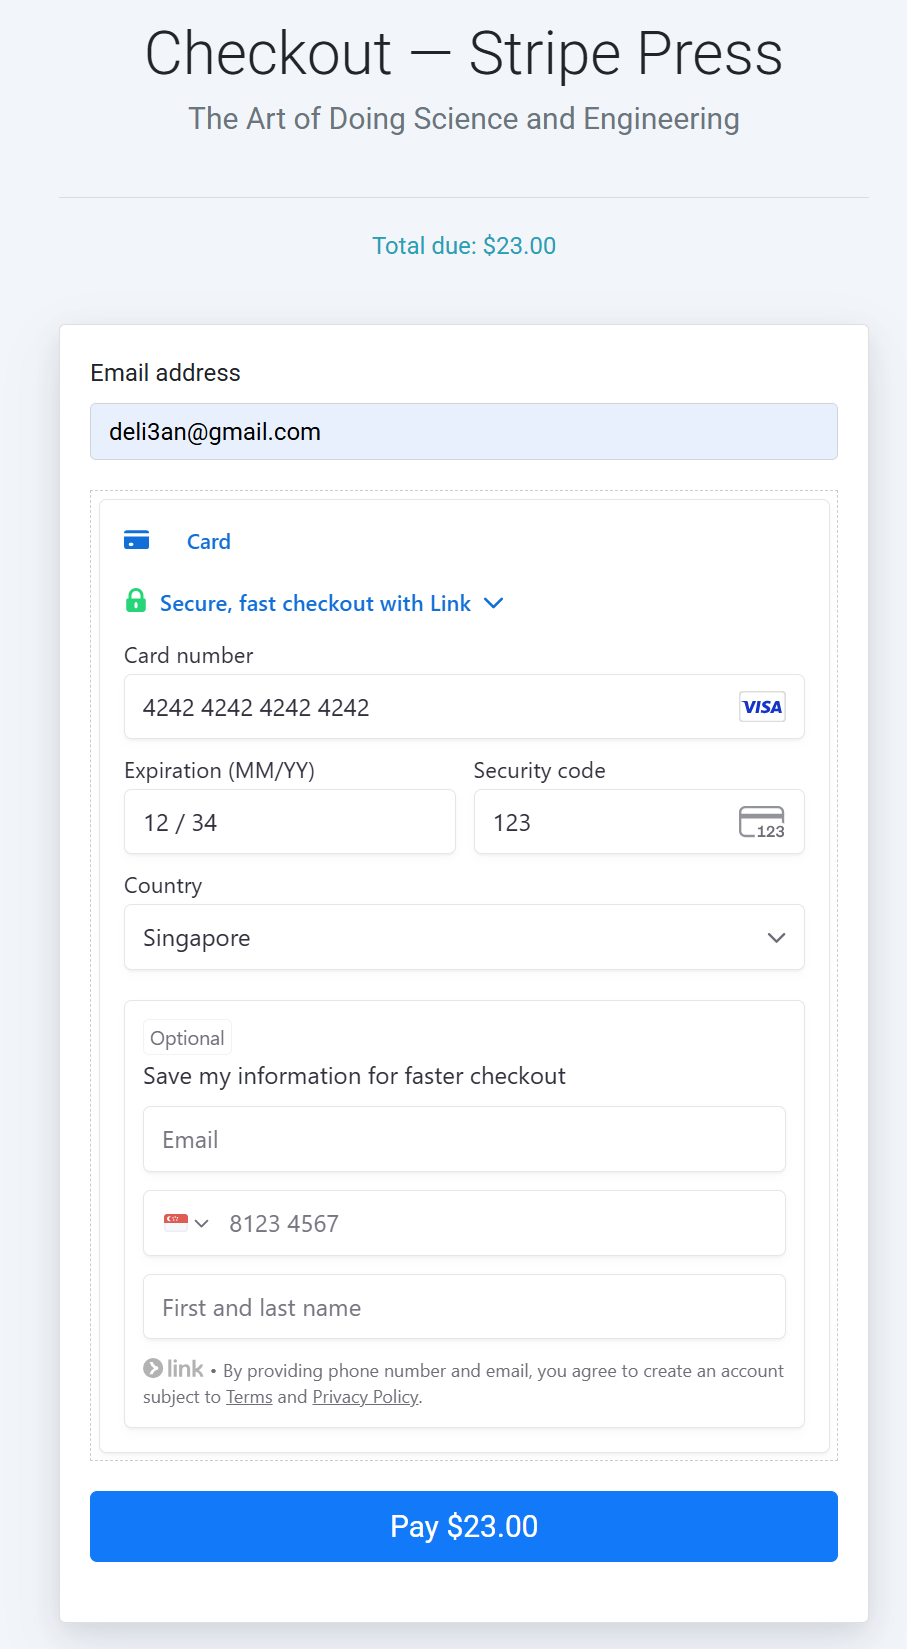 Checkout — Stripe Press
The Art of Doing Science and Engineering
Total due: $23.00
Email address
deli3an@gmail.com
Card
Secure, fast checkout with Link
Card number
4242 4242 4242 4242
VISA
Expiration (MM/YY)
Security code
12 / 34
123
123
Country
Singapore
Optional
Save my information for faster checkout
Email
8123 4567
First and last name
link • By providing phone number and email, you agree to create an account
subject to Terms and Privacy Policy.
Pay $23.00